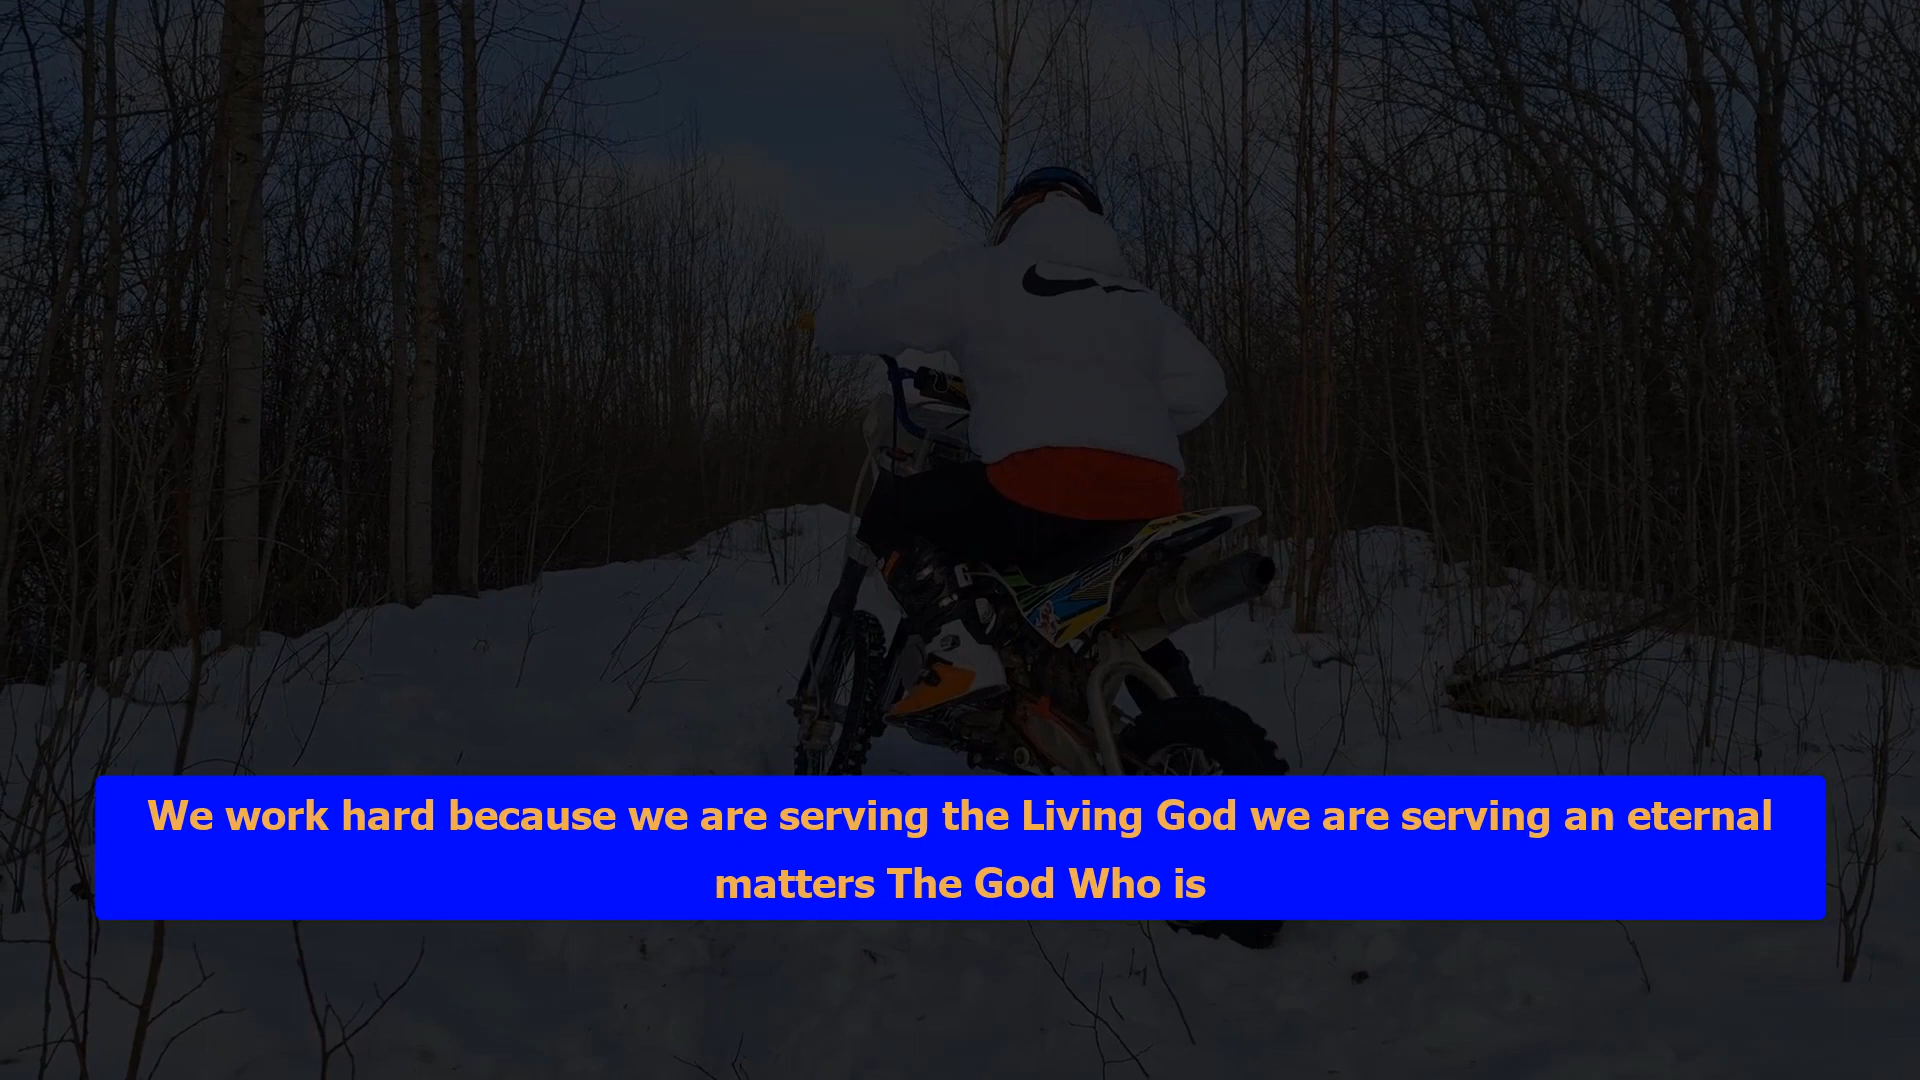 We work hard because we are serving the Living God we are serving an eternal
matters The God Who is